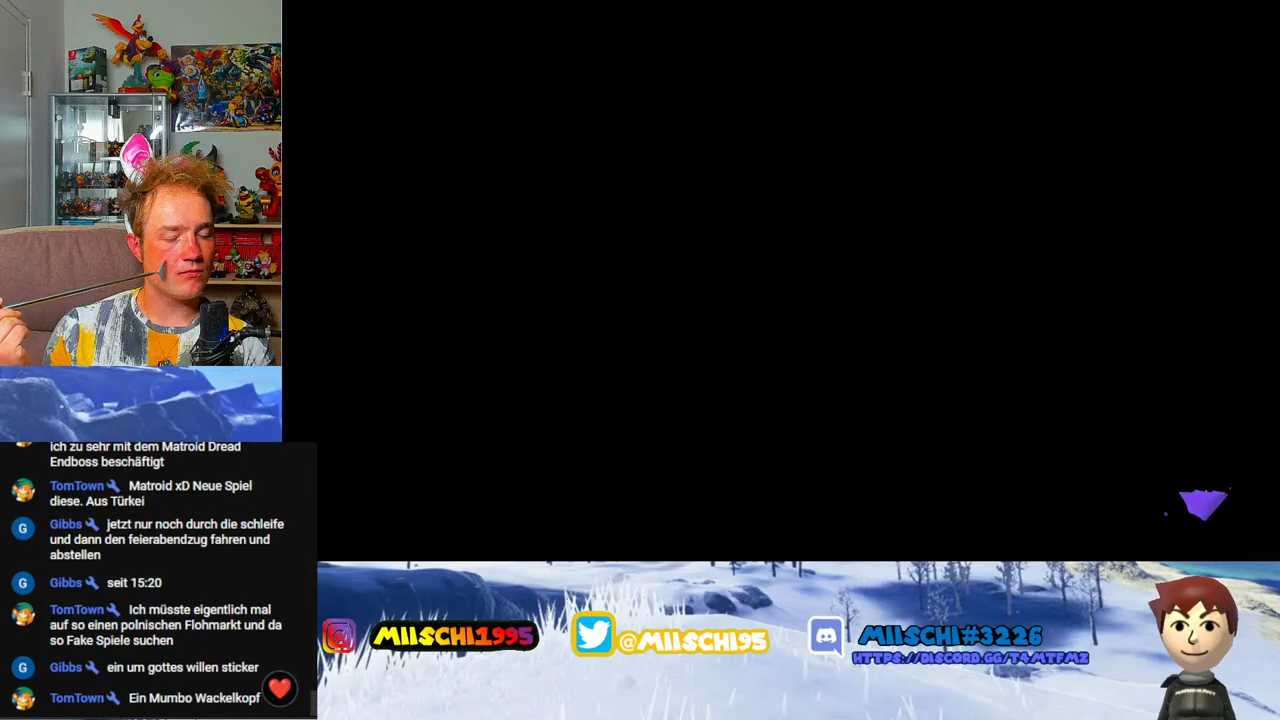 ich zu sehr mit dem Matroid Dread
Endboss beschäftigt
TomTown Matroid xD Neue Spiel
diese. Aus Türkei
G Gibbs jetzt nur noch durch die schleife
und dann den feierabendzug fahren und
abstellen
G Gibbs seit 15:20
TomTown Ich müsste eigentlich mal
auf so einen polnischen Flohmarkt und da
so Fake Spiele suchen
G Gibbs ein um gottes willen sticker
TomTown Ein Mumbo Wackelkopf
MIISCHI1995
@MIISCHI95
MIISCHI#3226
HTTPS://DISCORD.GG/T4MTFMZ